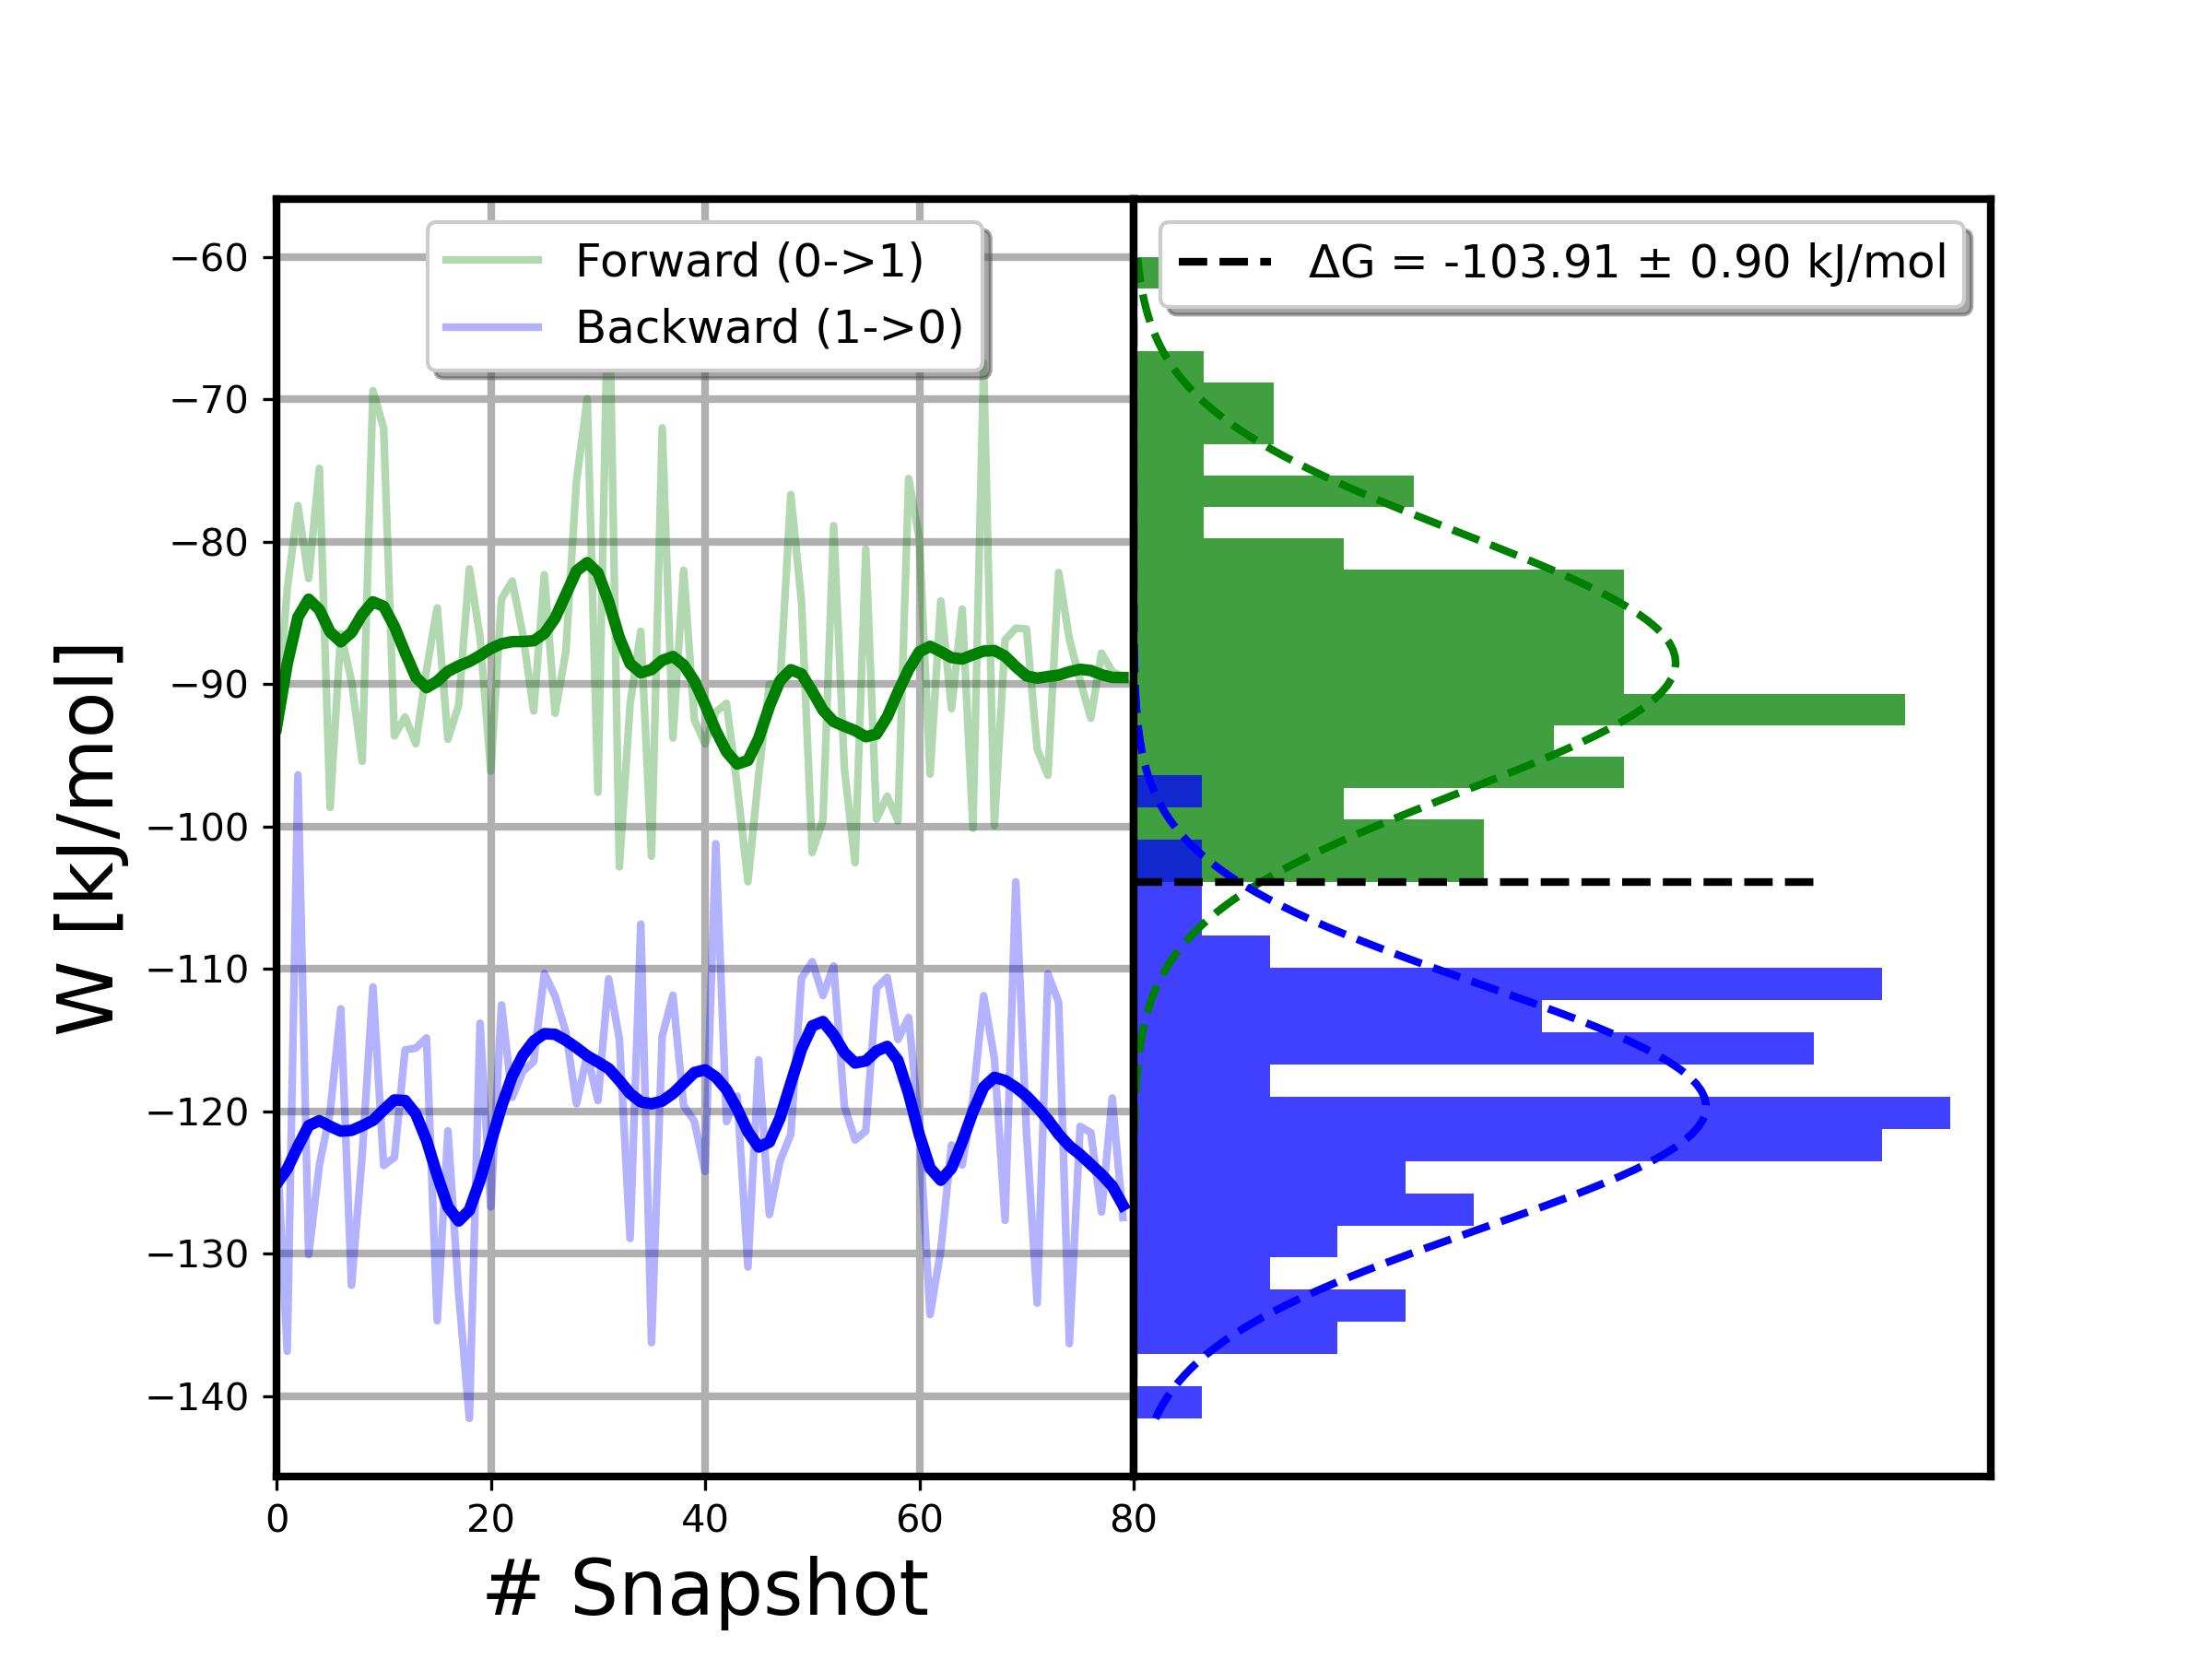 Forward (0->1)
Backward (1->0)
ΔG = -103.91 ± 0.90 kJ/mol
W [kJ/mol]
−60
−70
−80
−90
−100
−110
−120
−130
−140
0 20 40 60 80
# Snapshot